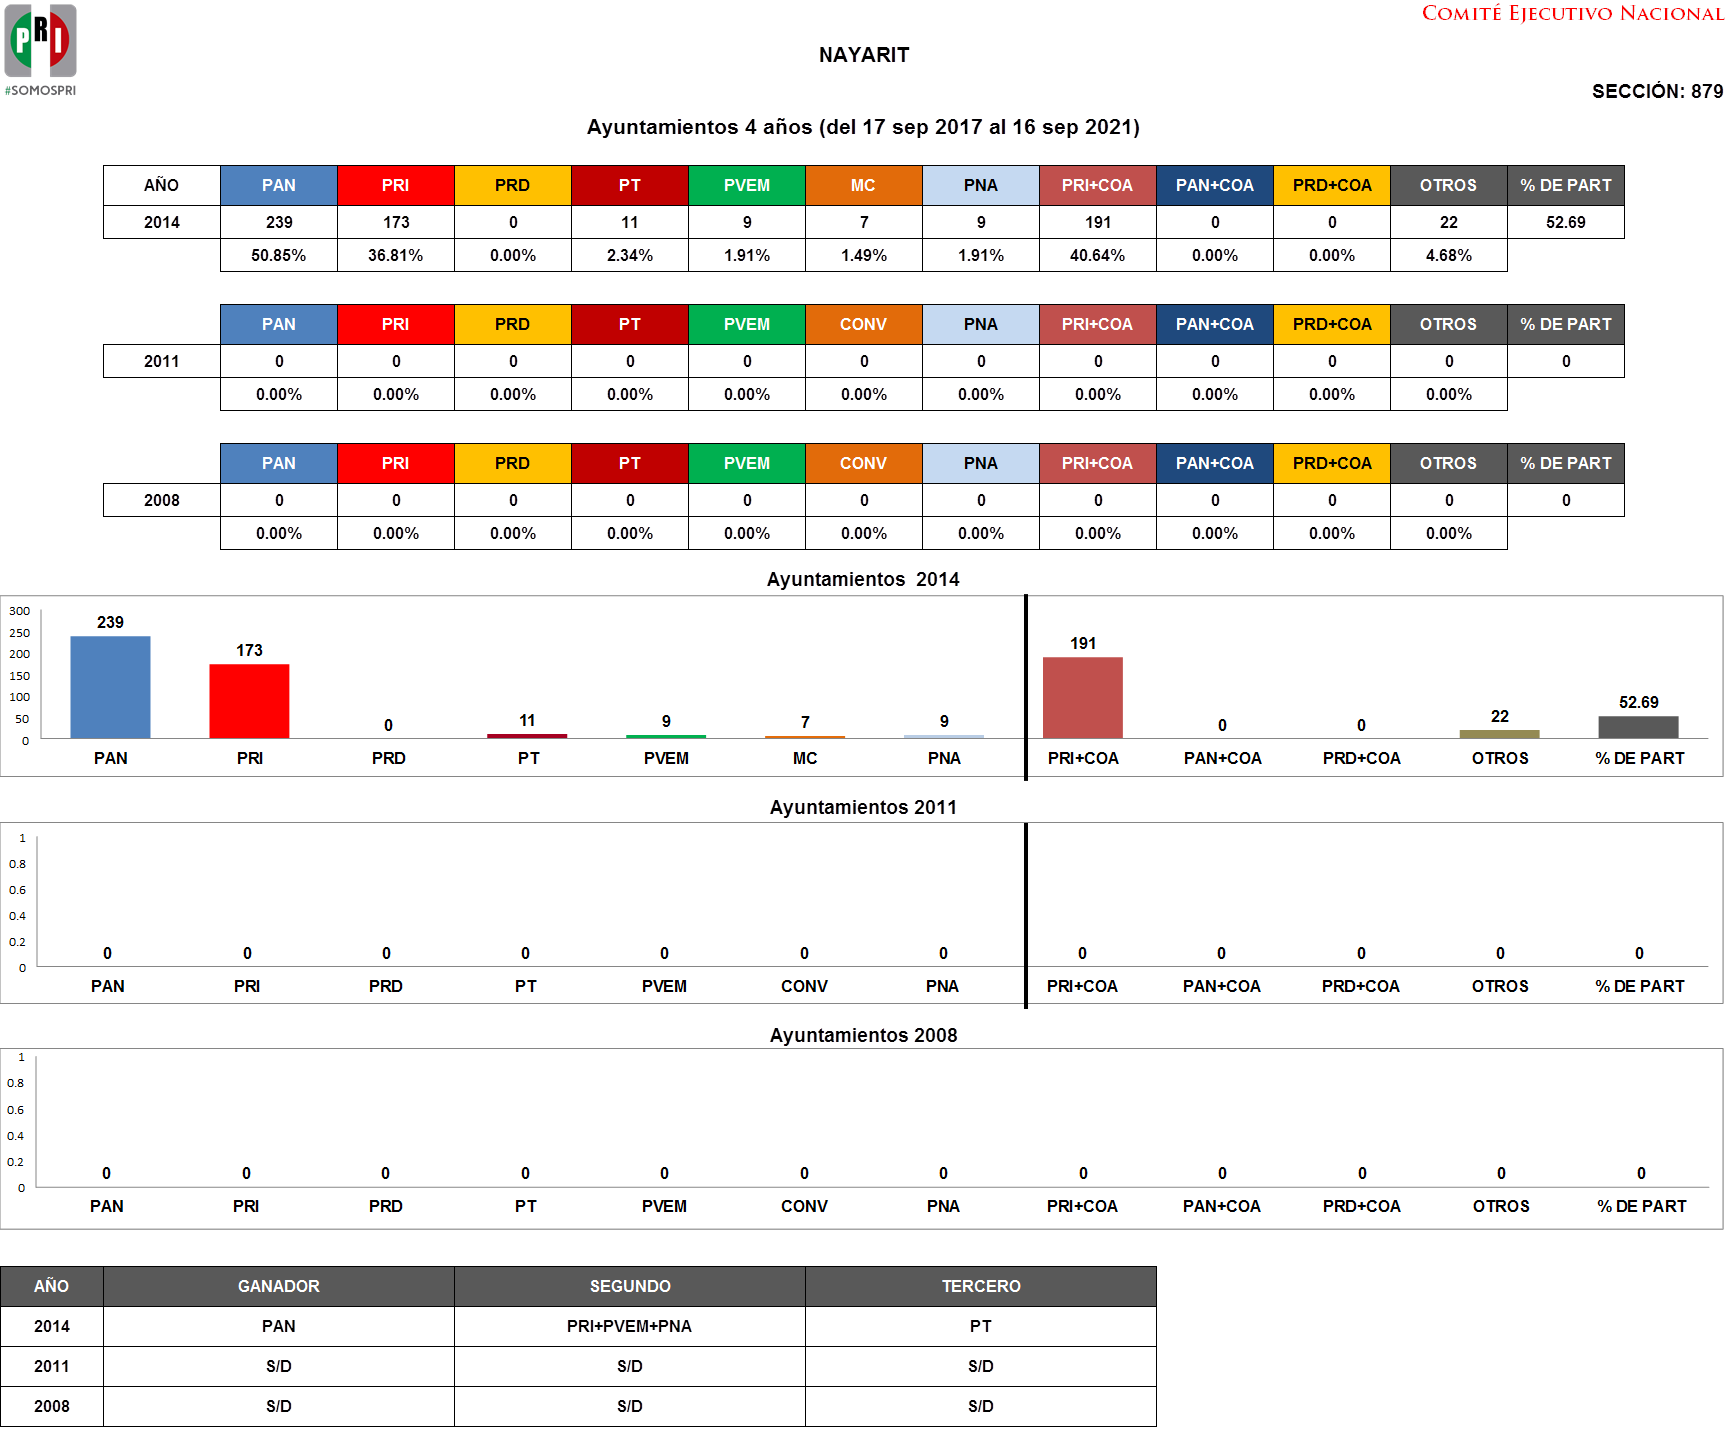 PRI
#SOMOSPRI
COMITÉ EJECUTIVO NACIONAL
NAYARIT
SECCIÓN: 879
Ayuntamientos 4 años (del 17 sep 2017 al 16 sep 2021)
AÑO PAN PRI PRD PT PVEM MC PNA PRI+COA PAN+COA PRD+COA OTROS % DE PART
2014 239 173 0 11 9 7 9 191 0 0 22 52.69
50.85% 36.81% 0.00% 2.34% 1.91% 1.49% 1.91% 40.64% 0.00% 0.00% 4.68%
PAN PRI PRD PT PVEM CONV PNA PRI+COA PAN+COA PRD+COA OTROS % DE PART
2011 0 0 0 0 0 0 0 0 0 0 0 0
0.00% 0.00% 0.00% 0.00% 0.00% 0.00% 0.00% 0.00% 0.00% 0.00% 0.00%
PAN PRI PRD PT PVEM CONV PNA PRI+COA PAN+COA PRD+COA OTROS % DE PART
2008 0 0 0 0 0 0 0 0 0 0 0 0
0.00% 0.00% 0.00% 0.00% 0.00% 0.00% 0.00% 0.00% 0.00% 0.00% 0.00%
Ayuntamientos 2014
300
250
200
150
100
50
0
239 173 0 11 9 7 9 191 0 0 22 52.69
PAN PRI PRD PT PVEM MC PNA PRI+COA PAN+COA PRD+COA OTROS % DE PART
Ayuntamientos 2011
1
0.8
0.6
0.4
0.2
0
0 0 0 0 0 0 0 0 0 0 0 0
PAN PRI PRD PT PVEM CONV PNA PRI+COA PAN+COA PRD+COA OTROS % DE PART
Ayuntamientos 2008
1
0.8
0.6
0.4
0.2
0
0 0 0 0 0 0 0 0 0 0 0 0
PAN PRI PRD PT PVEM CONV PNA PRI+COA PAN+COA PRD+COA OTROS % DE PART
AÑO GANADOR SEGUNDO TERCERO
2014 PAN PRI+PVEM+PNA PT
2011 S/D S/D S/D
2008 S/D S/D S/D